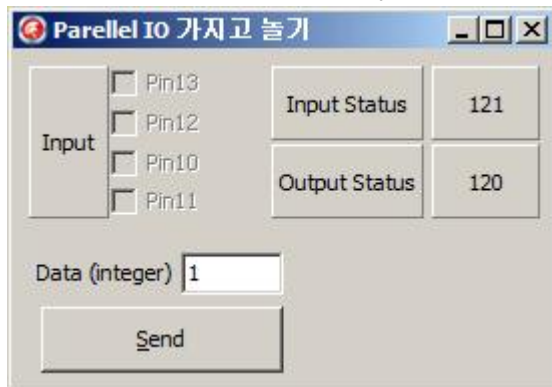 Parellel IO 가지고 놀기
Input
Pin13
Pin12
Pin10
Pin11
Input Status
121
Output Status
120
Data (integer) 1
Send